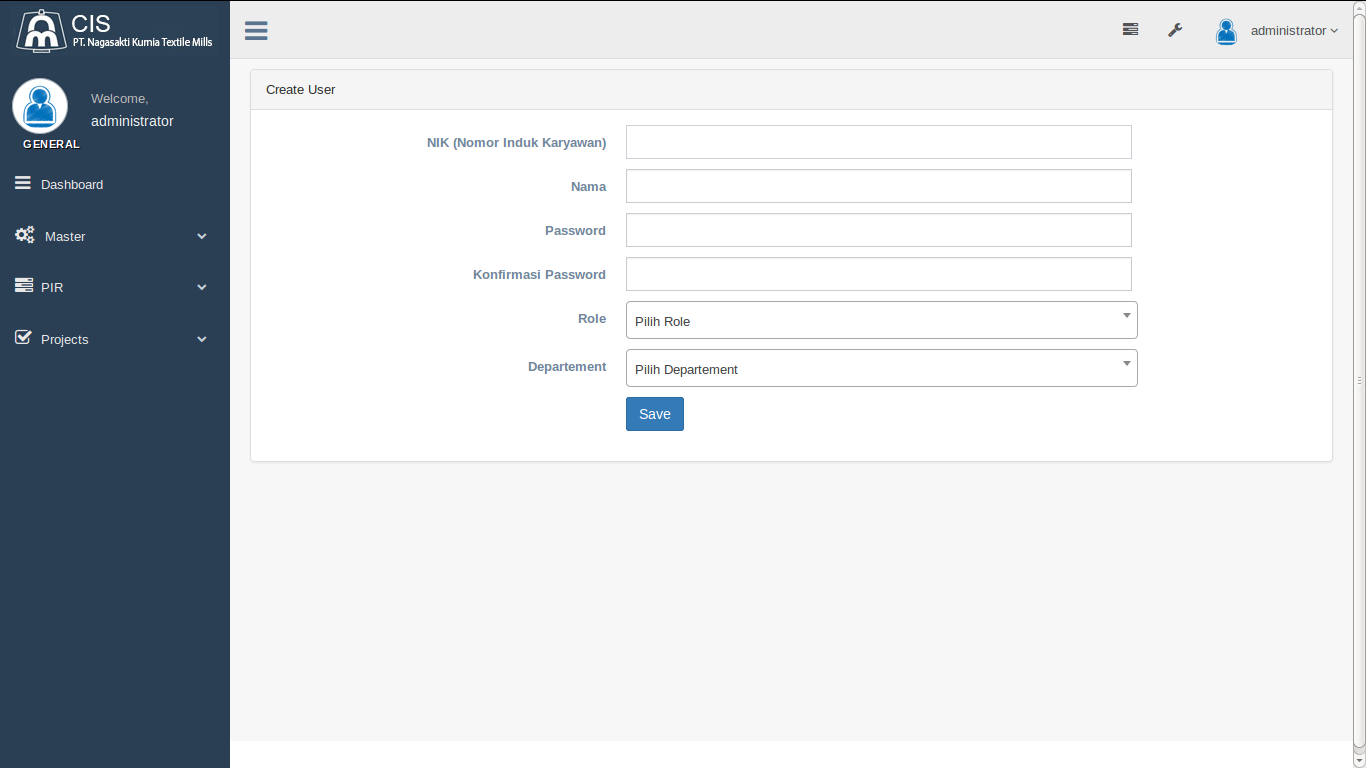 CIS
PT. Nagasakti Kurnia Textile Mills
administrator
Welcome,
administrator
GENERAL
Dashboard
Master
PIR
Projects
Create User
NIK (Nomor Induk Karyawan)
Nama
Password
Konfirmasi Password
Role
Pilih Role
Departement
Pilih Departement
Save